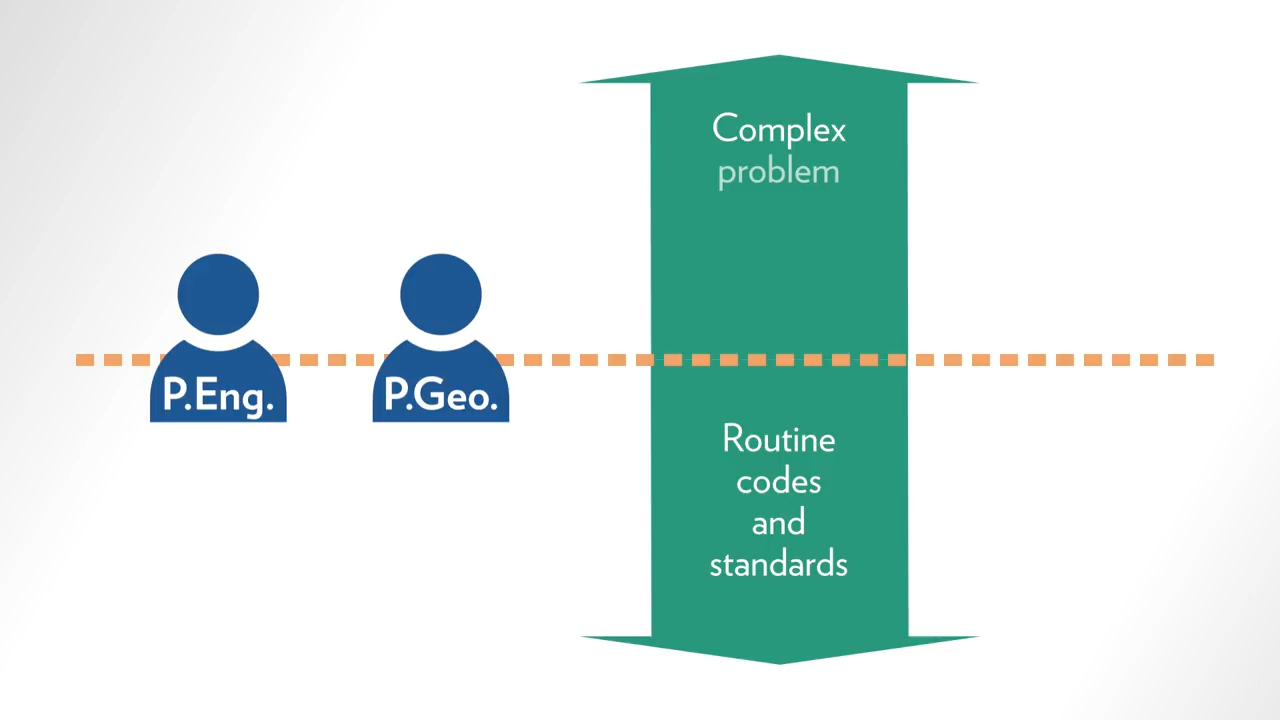 Complex
problem
P.Eng.
P.Geo.
Routine
codes
and
standards